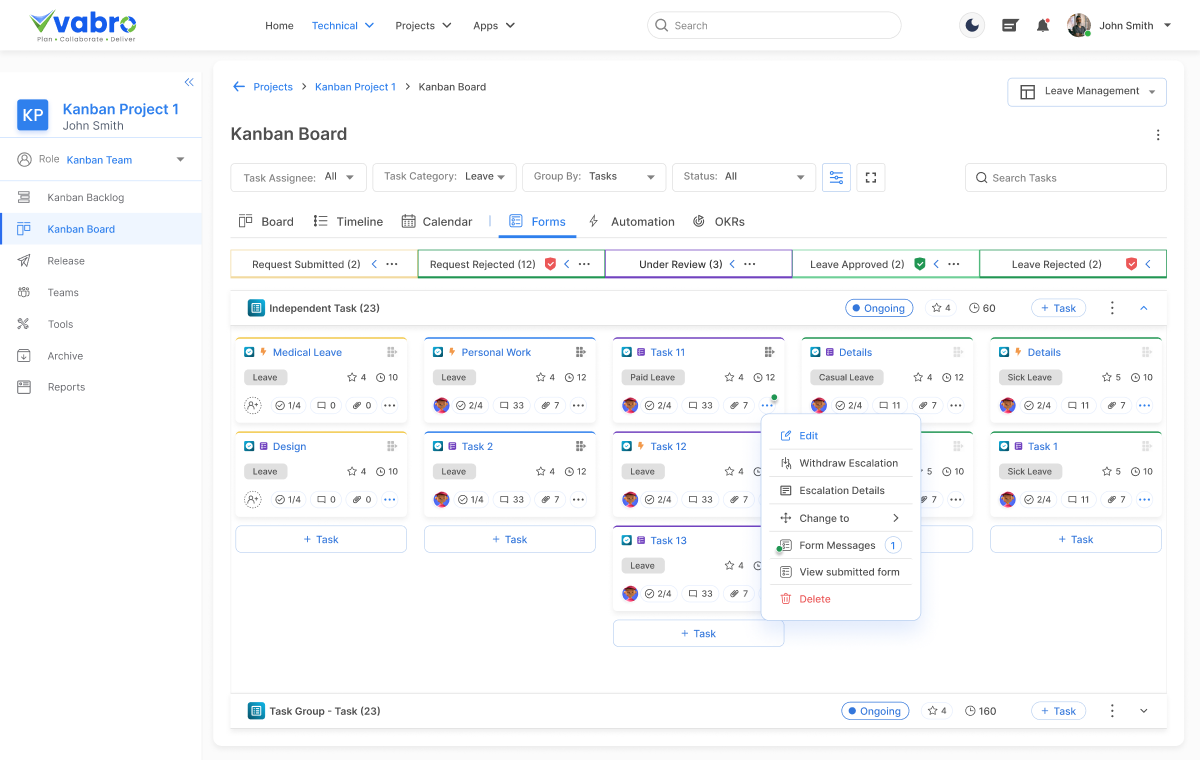 vabro
Plan • Collaborate • Deliver
Home Technical Projects Apps Search John Smith
KP Kanban Project 1
John Smith
Role Kanban Team
Kanban Backlog
Kanban Board
Release
Teams
Tools
Archive
Reports
Projects > Kanban Project 1 > Kanban Board
Leave Management
Kanban Board
Task Assignee: All Task Category: Leave Group By: Tasks Status: All Search Tasks
Board Timeline Calendar | Forms Automation OKRs
Request Submitted (2) Request Rejected (12) Under Review (3) Leave Approved (2) Leave Rejected (2)
Independent Task (23) Ongoing 4 60 + Task
Medical Leave Personal Work Task 11 Details Details
Leave 4 10 Leave 4 12 Paid Leave 4 12 Casual Leave 4 12 Sick Leave 5 10
1/4 0 0 2/4 33 7 2/4 33 7 2/4 11 7 2/4 11 7
Design Task 2 Task 12 Task 1
Leave 4 10 Leave 4 12 Leave 4 5 10 Sick Leave 5 10
1/4 0 0 1/4 33 7 2/4 33 7 7 2/4 11 7
+ Task + Task + Task
Task 13
Leave 4
2/4 33 7
+ Task
Edit
Withdraw Escalation
Escalation Details
Change to
Form Messages 1
View submitted form
Delete
Task Group - Task (23) Ongoing 4 160 + Task